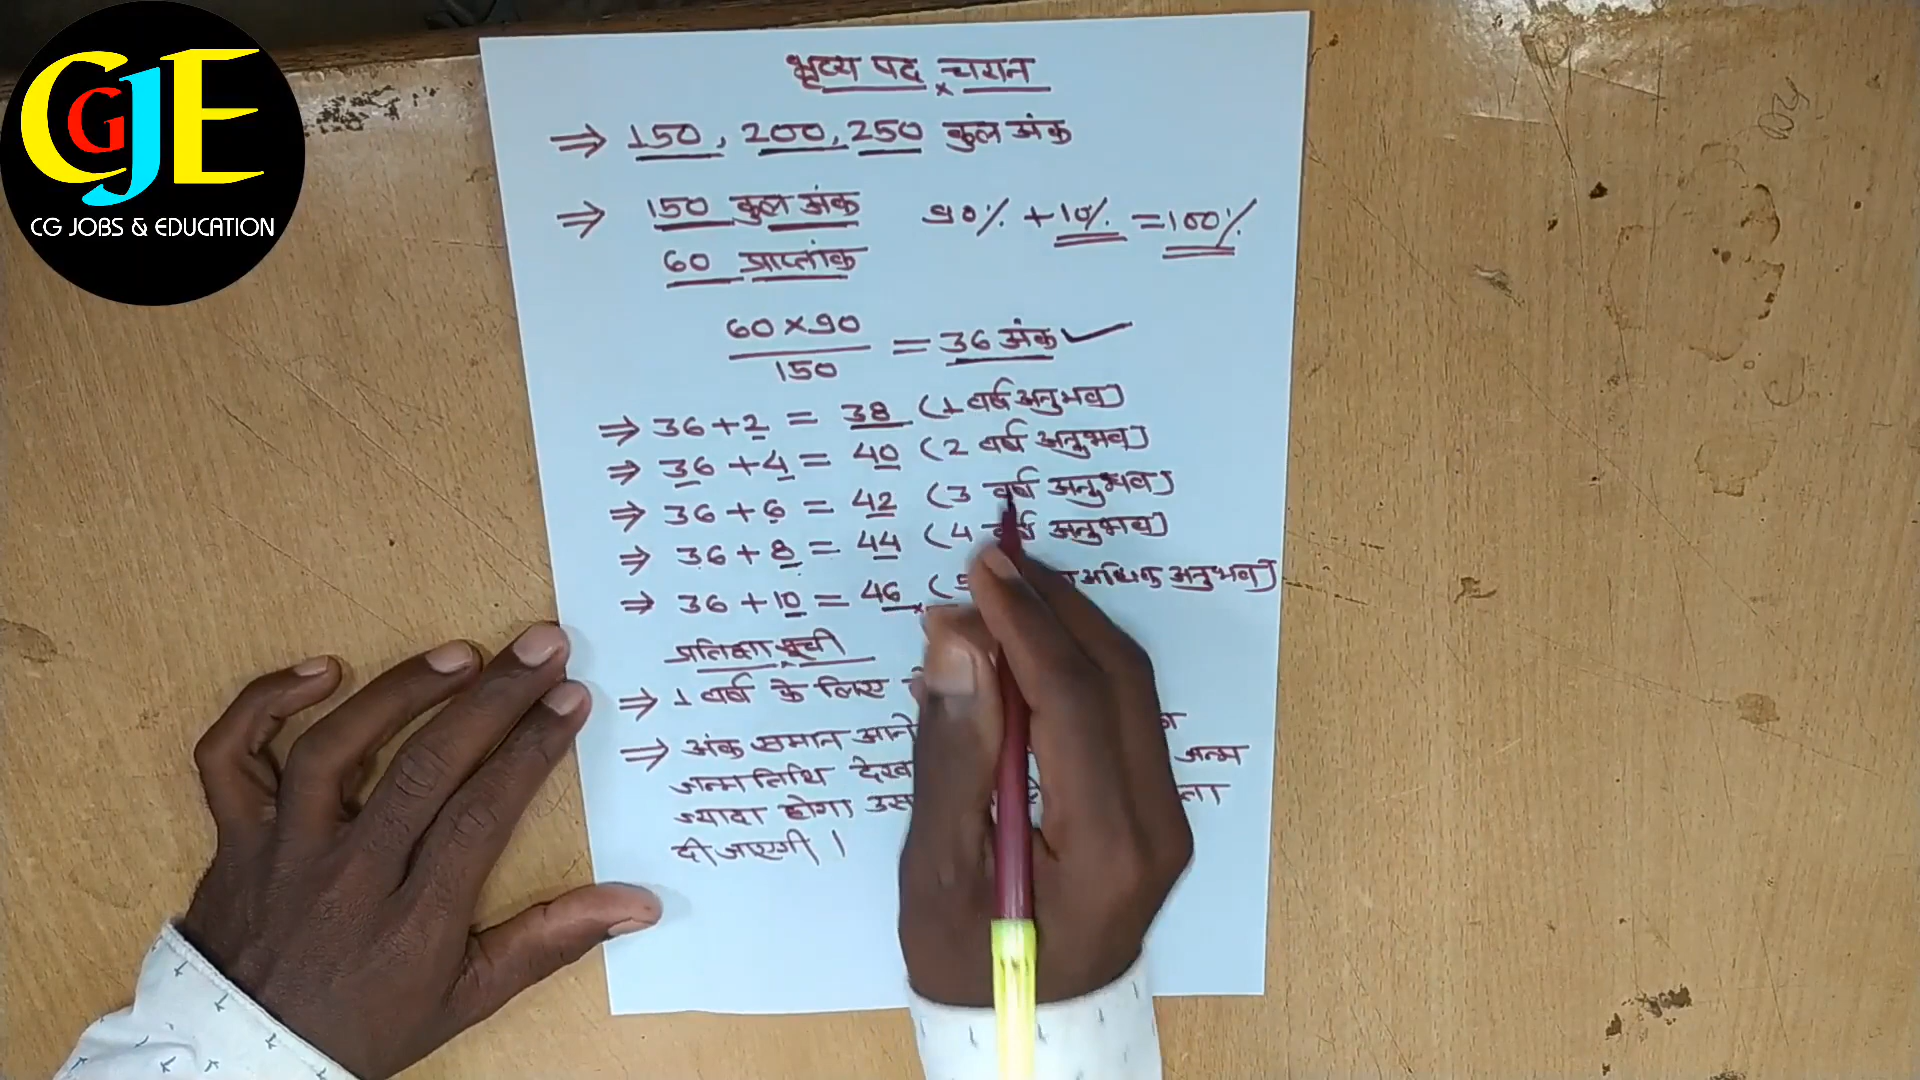 CGJE
CG JOBS & EDUCATION
भृत्य पद चयन
⇒ 150, 200, 250 कुल अंक
⇒ 150 कुल अंक 90% + 10% = 100%
60 प्राप्तांक
60 × 90
150
= 36 अंक ✓
⇒ 36 + 2 = 38 (1 वर्ष अनुभव)
⇒ 36 + 4 = 40 (2 वर्ष अनुभव)
⇒ 36 + 6 = 42 (3 वर्ष अनुभव)
⇒ 36 + 8 = 44 (4 वर्ष अनुभव)
⇒ 36 + 10 = 46 (5 अधिक अनुभव)
प्रतिक्षा सूची
⇒ 1 वर्ष के लिए
⇒ अंक समान आने
जन्मतिथि देख जन्म
ज्यादा होगा
दी जाएगी ।